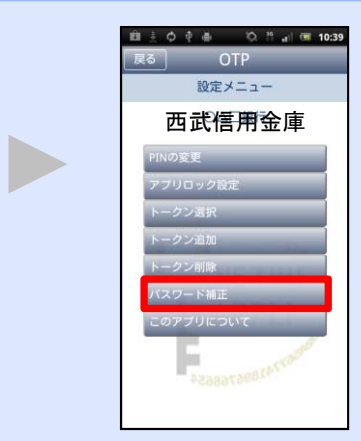 10:39
戻る OTP
設定メニュー
西武信用金庫
PINの変更
アプリロック設定
トークン選択
トークン追加
トークン削除
パスワード補正
このアプリについて